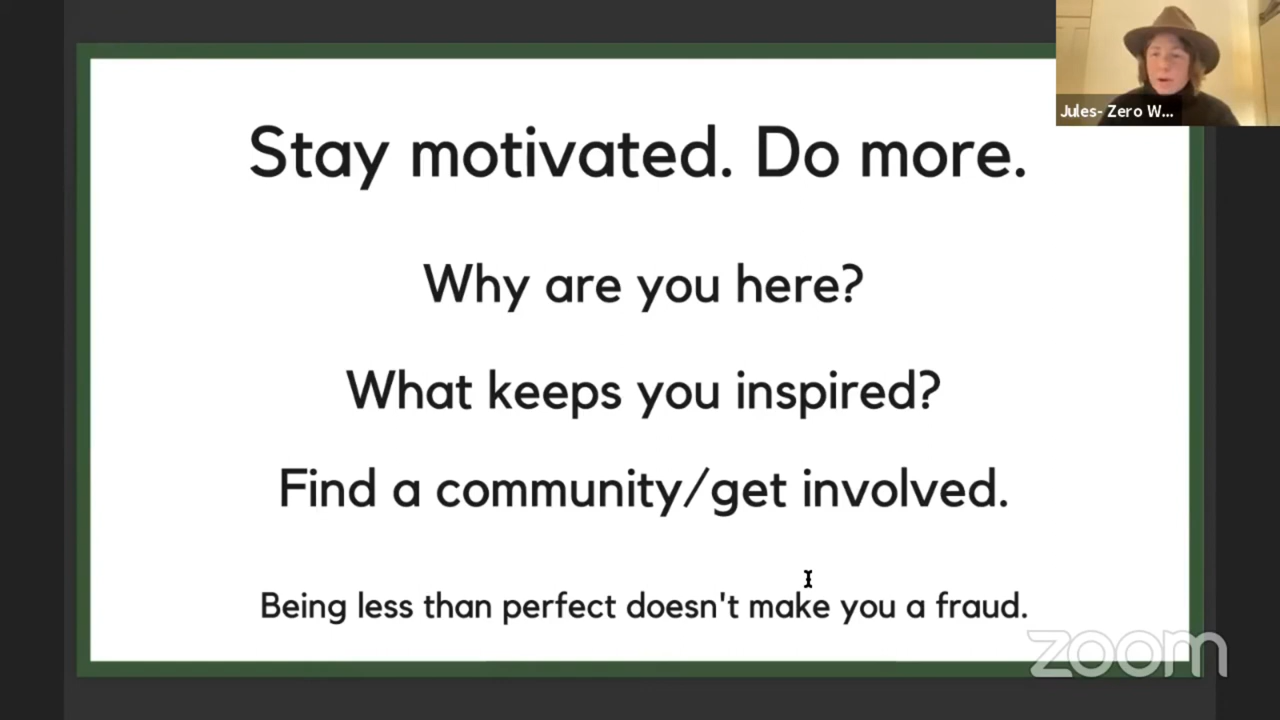 Stay motivated. Do more.
Why are you here?
What keeps you inspired?
Find a community/get involved.
Being less than perfect doesn't make you a fraud.
Jules- Zero W...
zoom